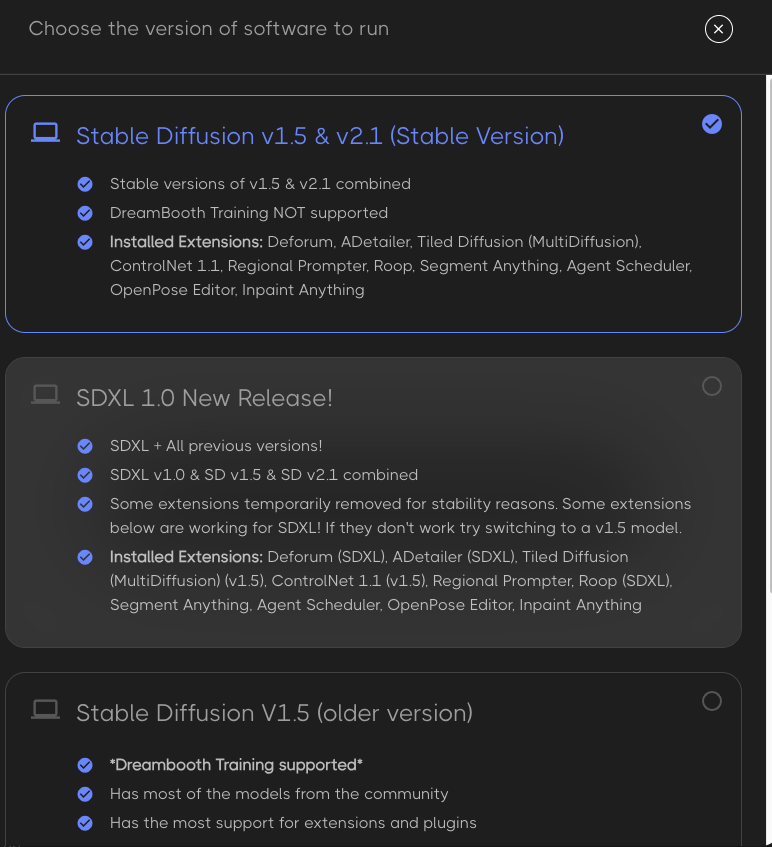 Choose the version of software to run
Stable Diffusion v1.5 & v2.1 (Stable Version)
Stable versions of v1.5 & v2.1 combined
DreamBooth Training NOT supported
Installed Extensions: Deforum, ADetailer, Tiled Diffusion (MultiDiffusion),
ControlNet 1.1, Regional Prompter, Roop, Segment Anything, Agent Scheduler,
OpenPose Editor, Inpaint Anything
SDXL 1.0 New Release!
SDXL + All previous versions!
SDXL v1.0 & SD v1.5 & SD v2.1 combined
Some extensions temporarily removed for stability reasons. Some extensions
below are working for SDXL! If they don't work try switching to a v1.5 model.
Installed Extensions: Deforum (SDXL), ADetailer (SDXL), Tiled Diffusion
(MultiDiffusion) (v1.5), ControlNet 1.1 (v1.5), Regional Prompter, Roop (SDXL),
Segment Anything, Agent Scheduler, OpenPose Editor, Inpaint Anything
Stable Diffusion V1.5 (older version)
*Dreambooth Training supported*
Has most of the models from the community
Has the most support for extensions and plugins